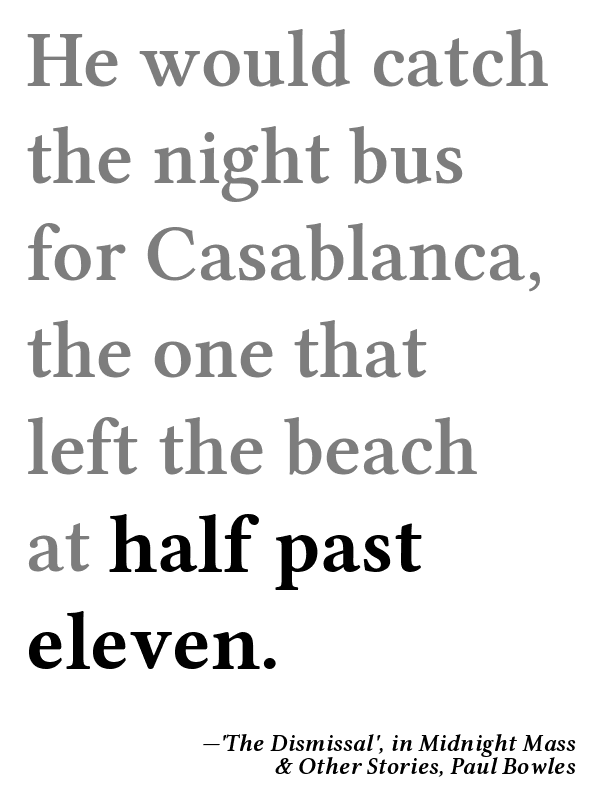 He would catch
the night bus
for Casablanca,
the one that
left the beach
at half past
eleven.
—'The Dismissal', in Midnight Mass
& Other Stories, Paul Bowles